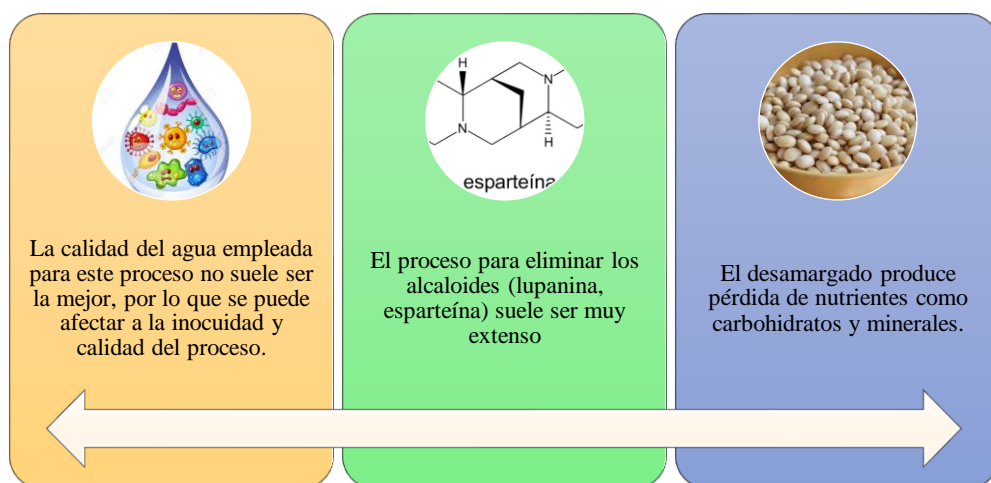 La calidad del agua empleada
para este proceso no suele ser
la mejor, por lo que se puede
afectar a la inocuidad y
calidad del proceso.
H
N
N
H
esparteína
El proceso para eliminar los
alcaloides (lupanina,
esparteína) suele ser muy
extenso
El desamargado produce
pérdida de nutrientes como
carbohidratos y minerales.